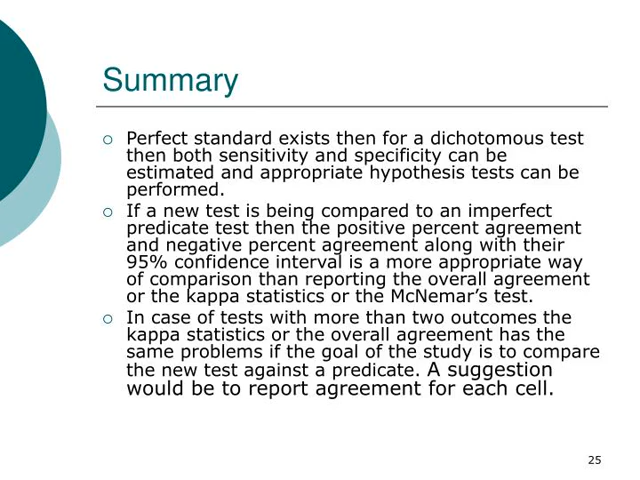 Summary
Perfect standard exists then for a dichotomous test
then both sensitivity and specificity can be
estimated and appropriate hypothesis tests can be
performed.
If a new test is being compared to an imperfect
predicate test then the positive percent agreement
and negative percent agreement along with their
95% confidence interval is a more appropriate way
of comparison than reporting the overall agreement
or the kappa statistics or the McNemar's test.
In case of tests with more than two outcomes the
kappa statistics or the overall agreement has the
same problems if the goal of the study is to compare
the new test against a predicate. A suggestion
would be to report agreement for each cell.
25